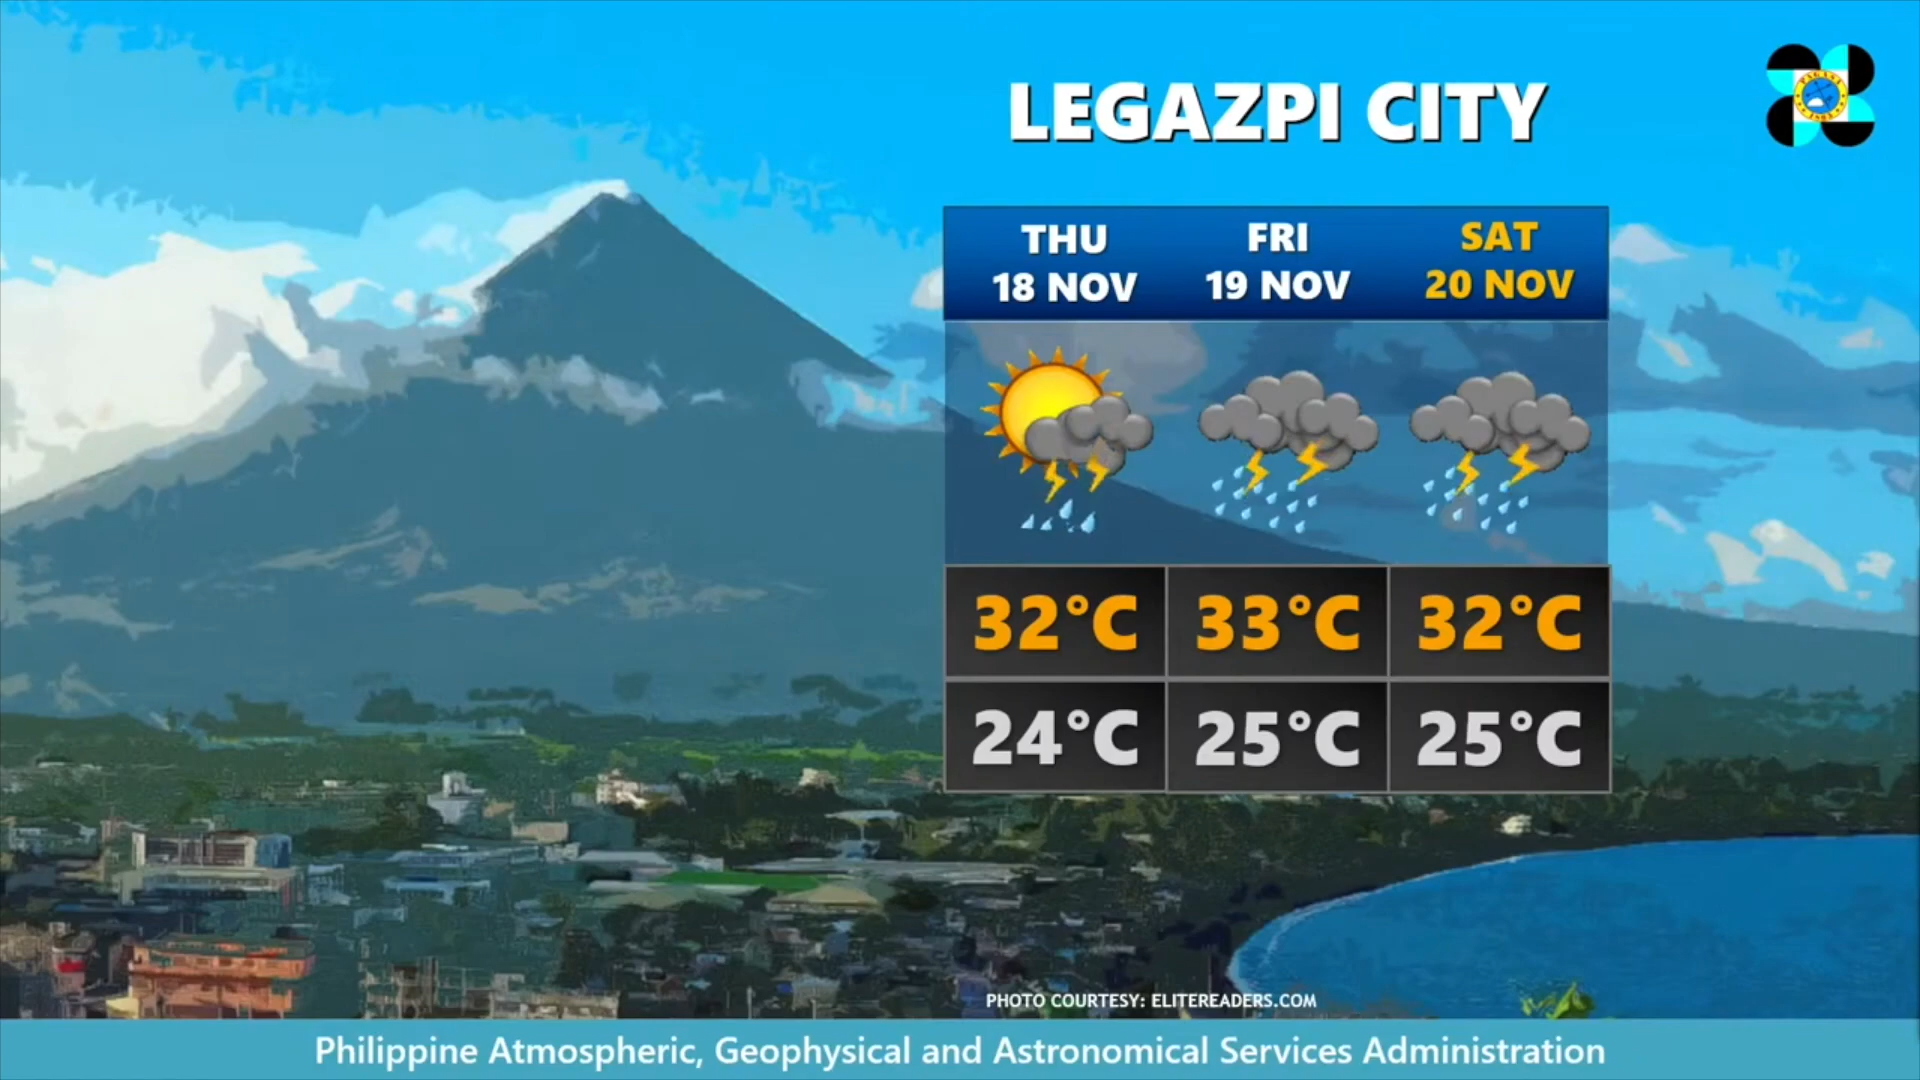 LEGAZPI CITY
THU FRI SAT
18 NOV 19 NOV 20 NOV
32°C 33°C 32°C
24°C 25°C 25°C
PHOTO COURTESY: ELITEREADERS.COM
Philippine Atmospheric, Geophysical and Astronomical Services Administration